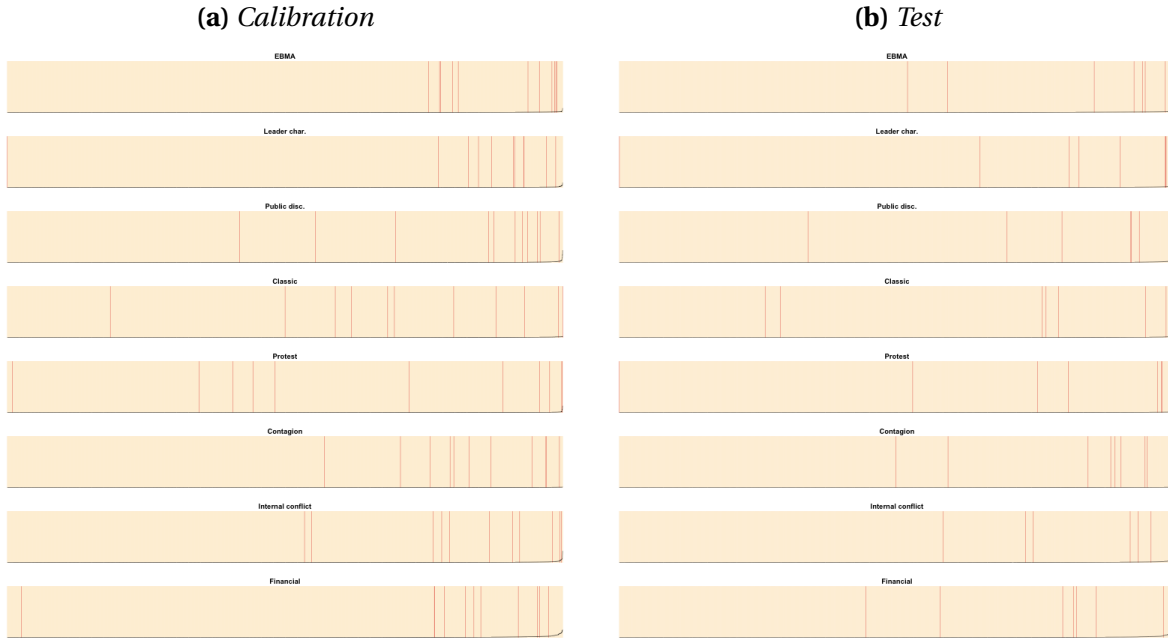 (a) Calibration
EBMA
Leader char.
Public disc.
Classic
Protest
Contagion
Internal conflict
Financial
(b) Test
EBMA
Leader char.
Public disc.
Classic
Protest
Contagion
Internal conflict
Financial